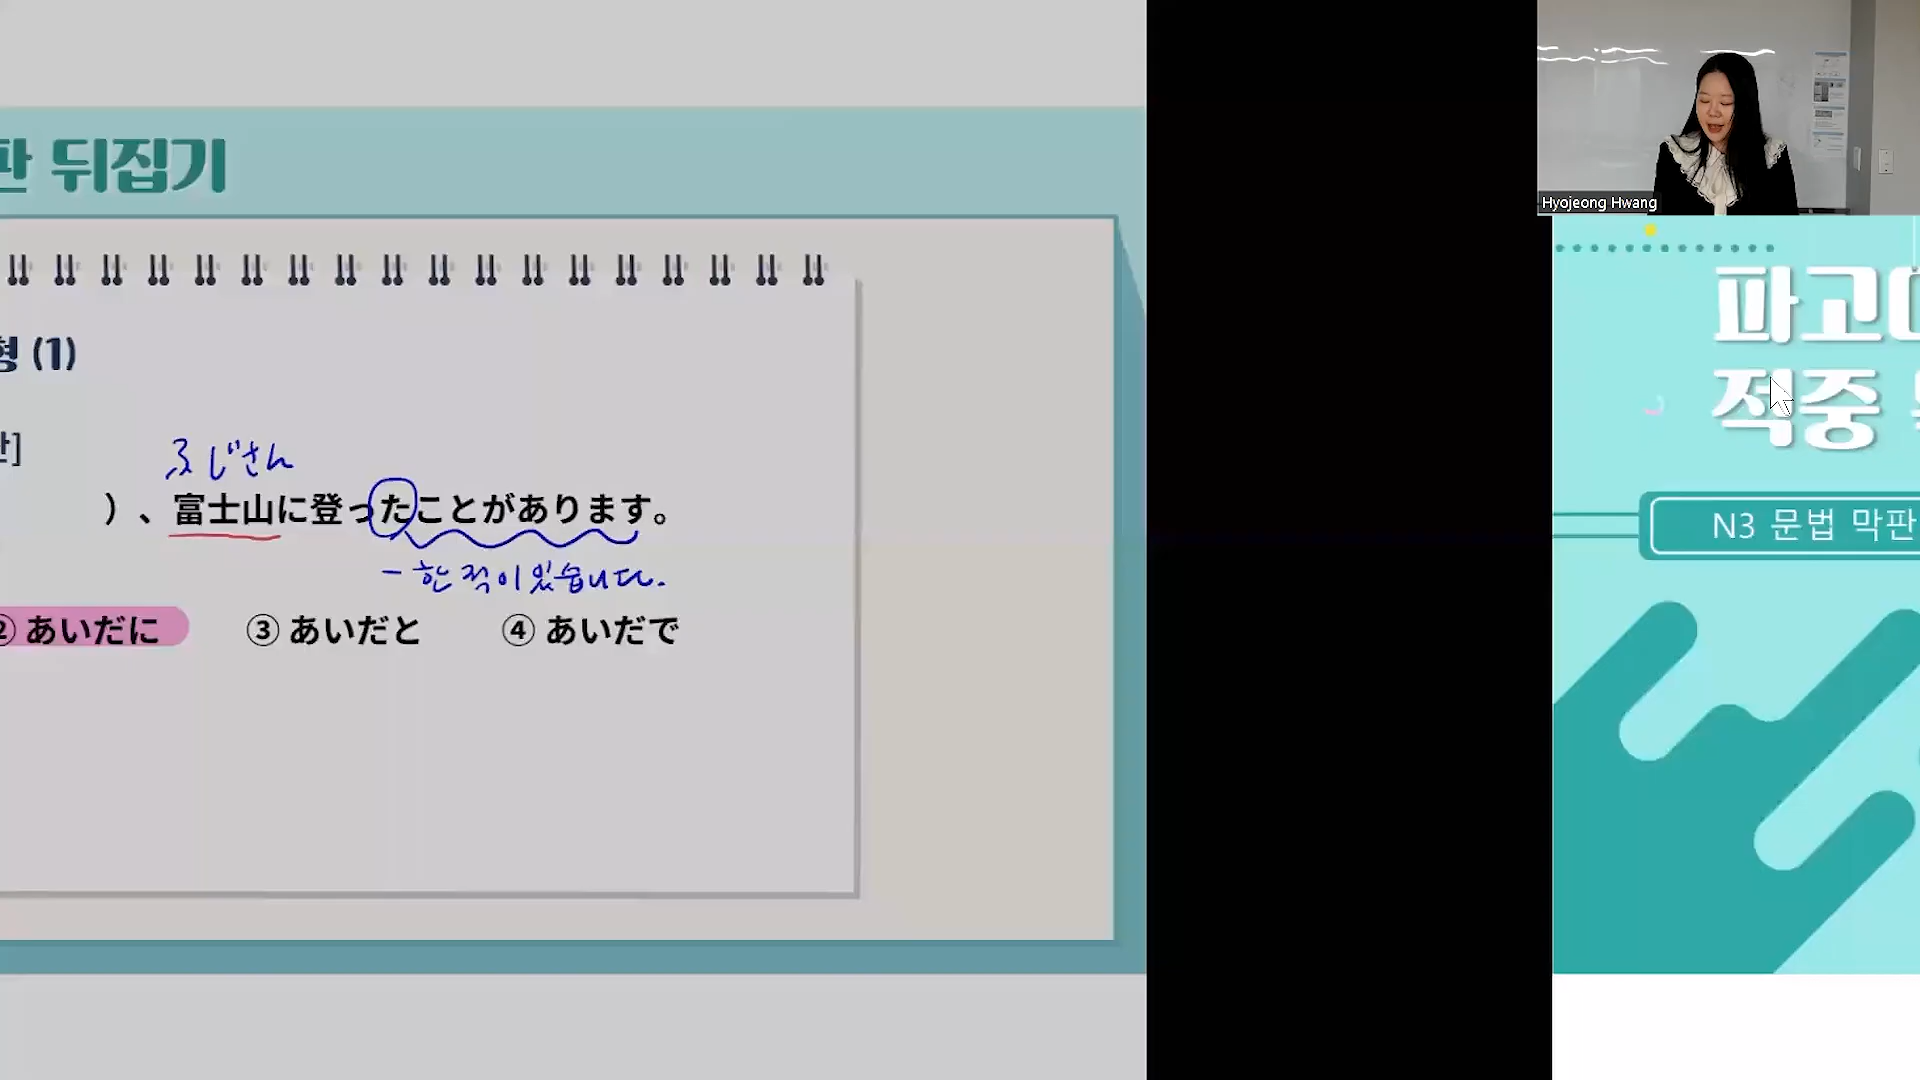 판 뒤집기
형 (1)
ふじさん
）、富士山に登ったことがあります。
- 한 적이 있습니다.
② あいだに ③ あいだと ④ あいだで
Hyojeong Hwang
파고다
적중
N3 문법 막판